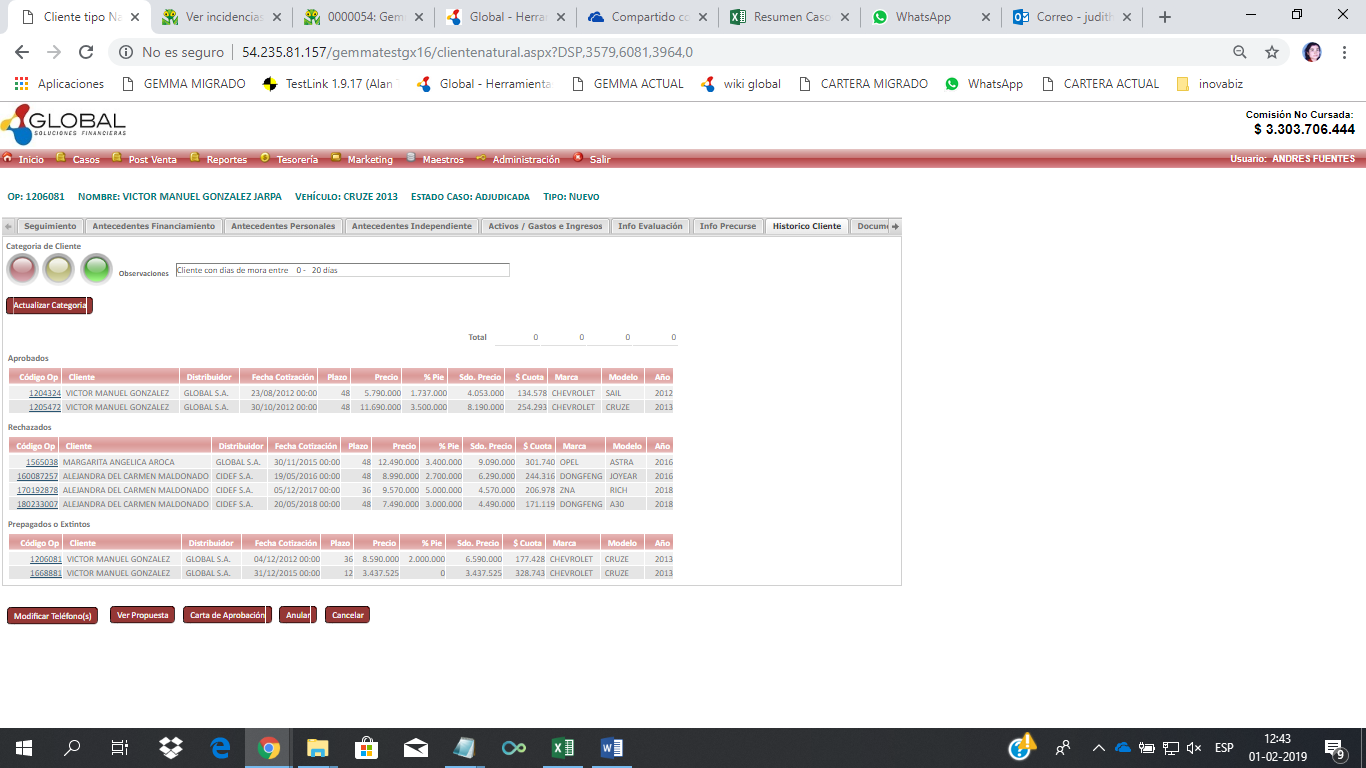 Cliente tipo Na
Ver incidencias
0000054: Gem
Global - Herra
Compartido co
Resumen Caso
WhatsApp
Correo - judith
No es seguro | 54.235.81.157/gemmatestgx16/clientenatural.aspx?DSP,3579,6081,3964,0
Aplicaciones GEMMA MIGRADO TestLink 1.9.17 (Alan Global - Herramienta GEMMA ACTUAL wiki global CARTERA MIGRADO WhatsApp CARTERA ACTUAL inovabiz
GLOBAL
SOLUCIONES FINANCIERAS
Comisión No Cursada:
$ 3.303.706.444
Inicio Casos Post Venta Reportes Tesorería Marketing Maestros Administración Salir Usuario: ANDRES FUENTES
Op: 1206081 Nombre: VICTOR MANUEL GONZALEZ JARPA Vehículo: CRUZE 2013 Estado Caso: Adjudicada Tipo: Nuevo
Seguimiento Antecedentes Financiamiento Antecedentes Personales Antecedentes Independiente Activos / Gastos e Ingresos Info Evaluación Info Precurse Historico Cliente Docume
Categoria de Cliente
Observaciones Cliente con dias de mora entre 0 - 20 dias
Actualizar Categoria
Total 0 0 0 0
Aprobados
Código Op Cliente Distribuidor Fecha Cotización Plazo Precio % Pie Sdo. Precio $ Cuota Marca Modelo Año
1204324 VICTOR MANUEL GONZALEZ GLOBAL S.A. 23/08/2012 00:00 48 5.790.000 1.737.000 4.053.000 134.578 CHEVROLET SAIL 2012
1205472 VICTOR MANUEL GONZALEZ GLOBAL S.A. 30/10/2012 00:00 48 11.690.000 3.500.000 8.190.000 254.293 CHEVROLET CRUZE 2013
Rechazados
Código Op Cliente Distribuidor Fecha Cotización Plazo Precio % Pie Sdo. Precio $ Cuota Marca Modelo Año
1565038 MARGARITA ANGELICA AROCA GLOBAL S.A. 30/11/2015 00:00 48 12.490.000 3.400.000 9.090.000 301.740 OPEL ASTRA 2016
160087257 ALEJANDRA DEL CARMEN MALDONADO CIDEF S.A. 19/05/2016 00:00 48 8.990.000 2.700.000 6.290.000 244.316 DONGFENG JOYEAR 2016
170192878 ALEJANDRA DEL CARMEN MALDONADO CIDEF S.A. 05/12/2017 00:00 36 9.570.000 5.000.000 4.570.000 206.978 ZNA RICH 2018
180233007 ALEJANDRA DEL CARMEN MALDONADO CIDEF S.A. 20/05/2018 00:00 48 7.490.000 3.000.000 4.490.000 171.119 DONGFENG A30 2018
Prepagados o Extintos
Código Op Cliente Distribuidor Fecha Cotización Plazo Precio % Pie Sdo. Precio $ Cuota Marca Modelo Año
1206081 VICTOR MANUEL GONZALEZ GLOBAL S.A. 04/12/2012 00:00 36 8.590.000 2.000.000 6.590.000 177.428 CHEVROLET CRUZE 2013
1668881 VICTOR MANUEL GONZALEZ GLOBAL S.A. 31/12/2015 00:00 12 3.437.525 0 3.437.525 328.743 CHEVROLET CRUZE 2013
Modificar Teléfono(s) Ver Propuesta Carta de Aprobación Anular Cancelar
ESP
12:43
01-02-2019
9